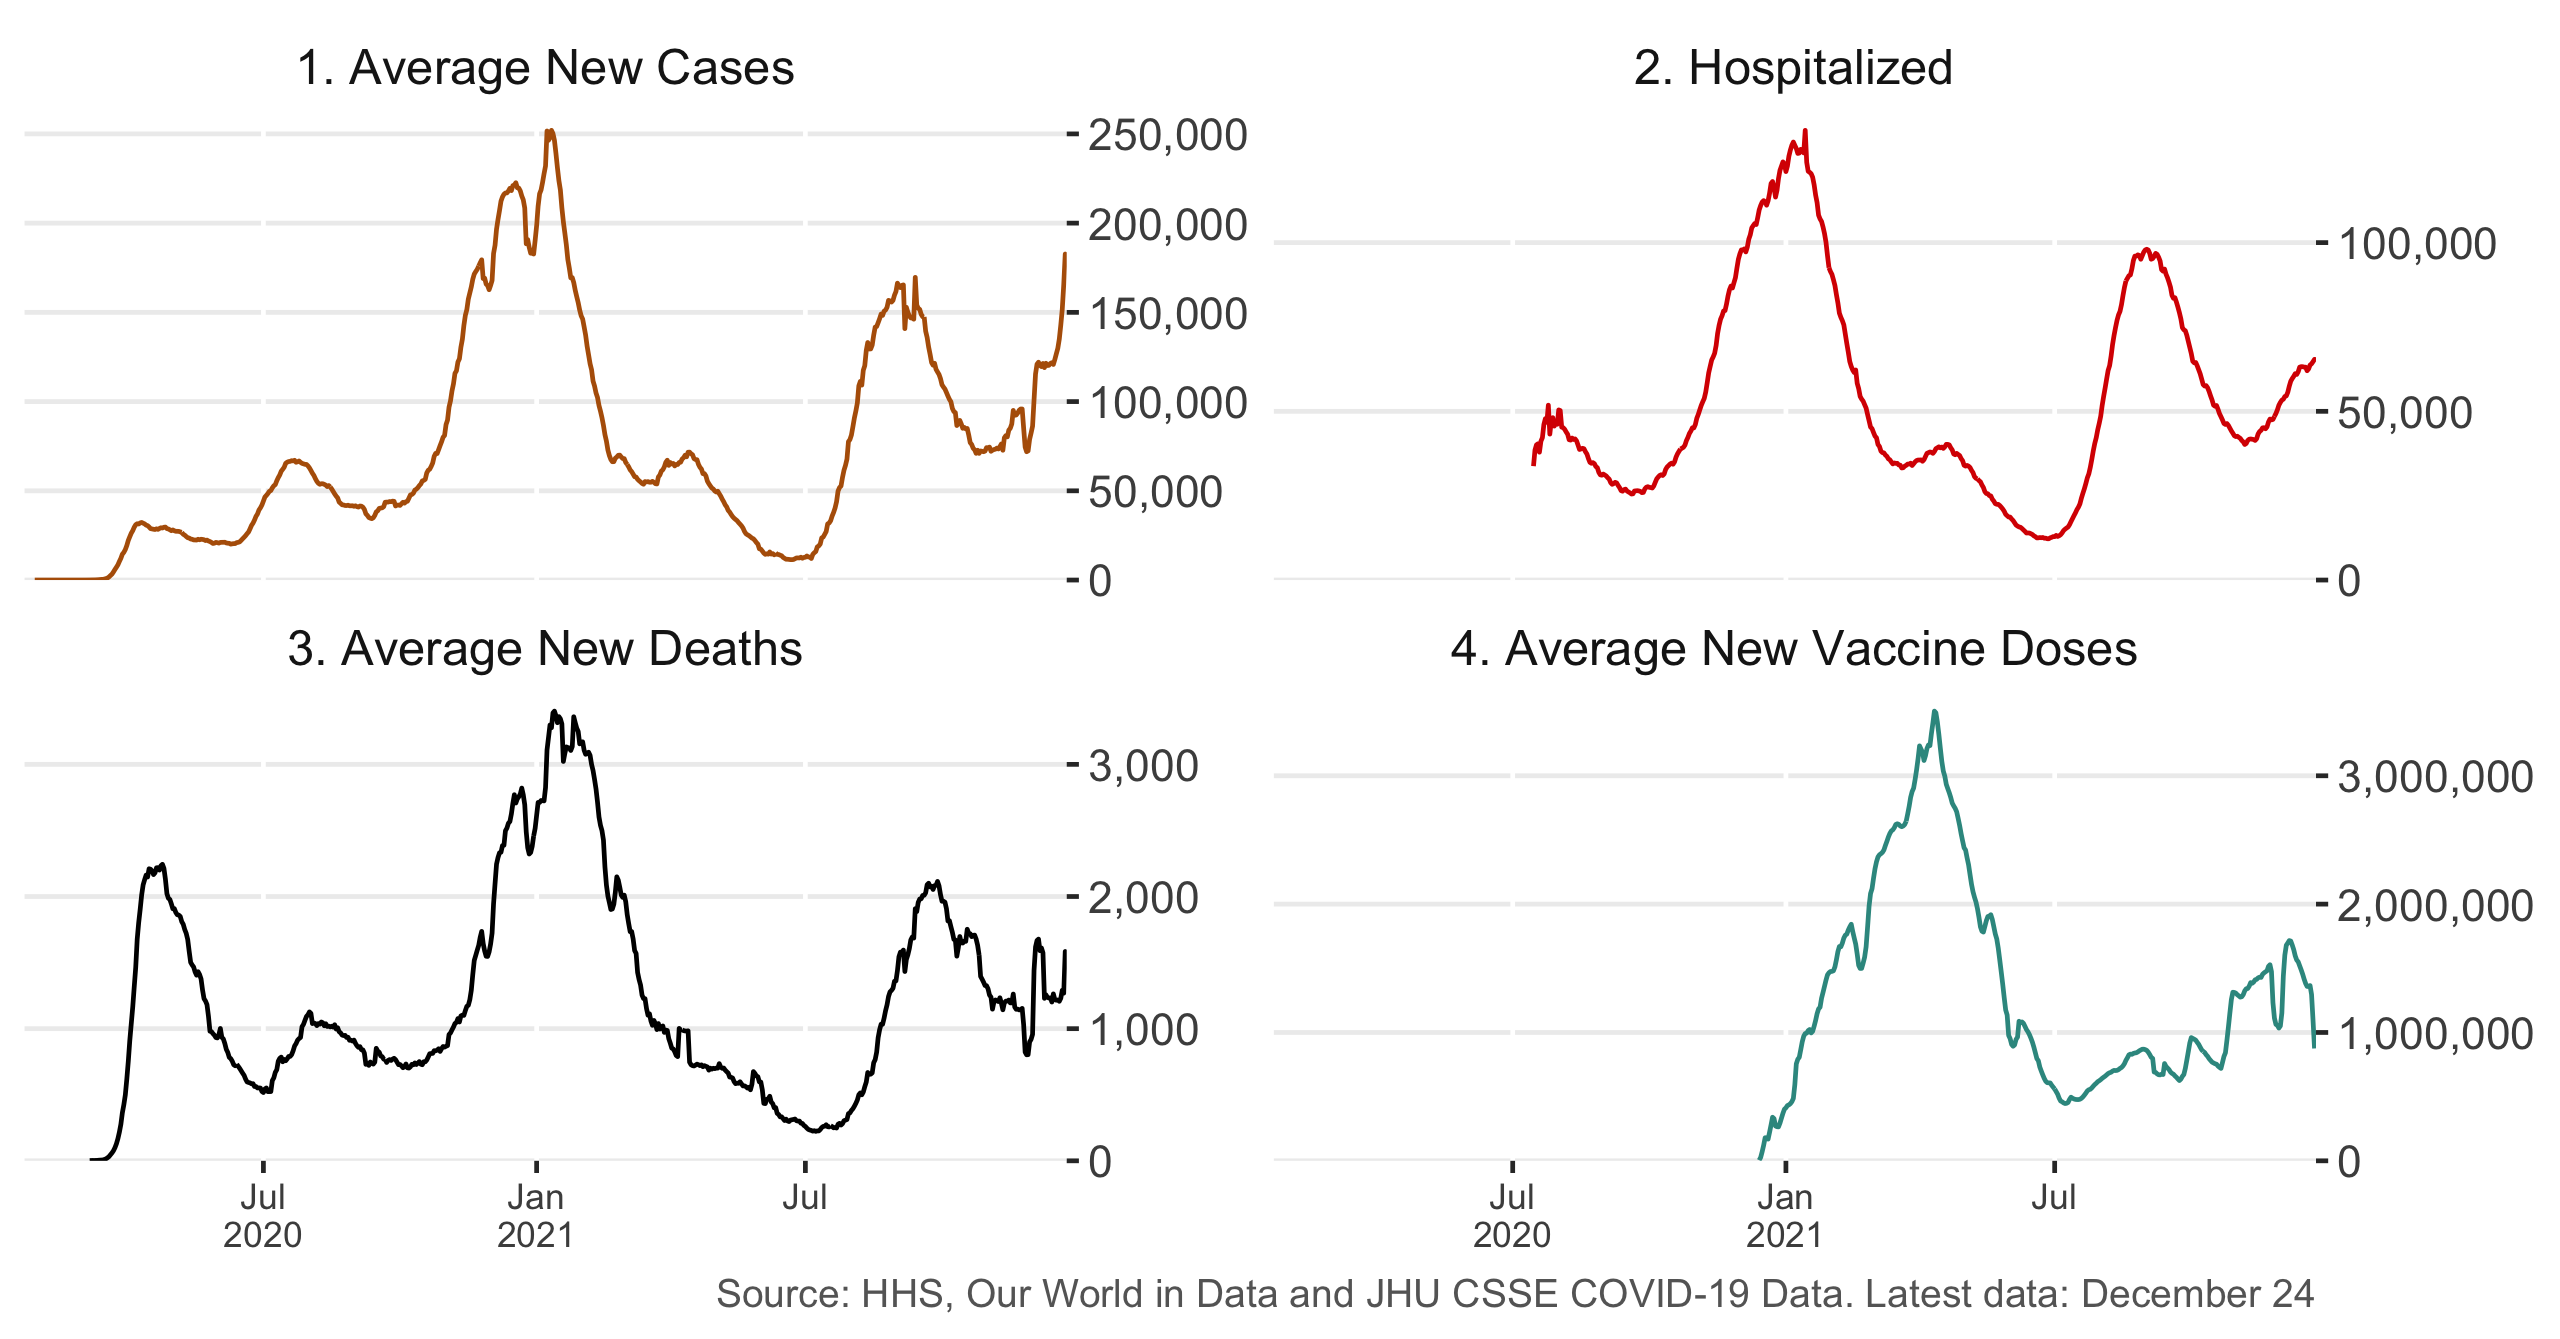 1. Average New Cases
250,000
200,000
150,000
100,000
50,000
0
2. Hospitalized
100,000
50,000
0
3. Average New Deaths
3,000
2,000
1,000
0
Jul
2020
Jan
2021
Jul
4. Average New Vaccine Doses
3,000,000
2,000,000
1,000,000
0
Jul
2020
Jan
2021
Jul
Source: HHS, Our World in Data and JHU CSSE COVID-19 Data. Latest data: December 24